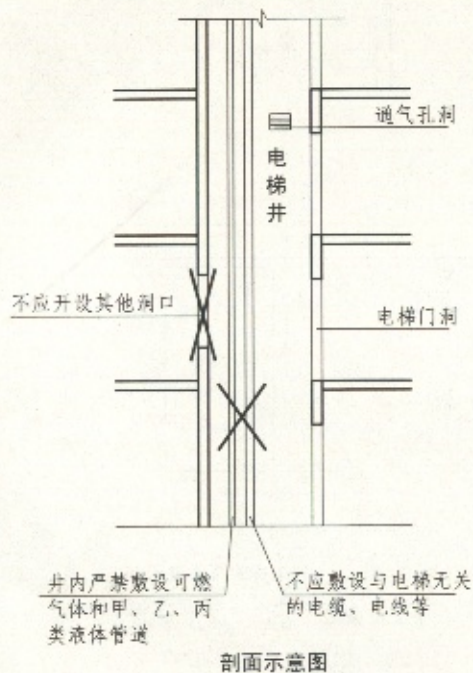 通气孔洞
电
梯
井
不应开设其他洞口
电梯门洞
井内严禁敷设可燃
气体和甲、乙、丙
类液体管道
不应敷设与电梯无关
的电缆、电线等
剖面示意图